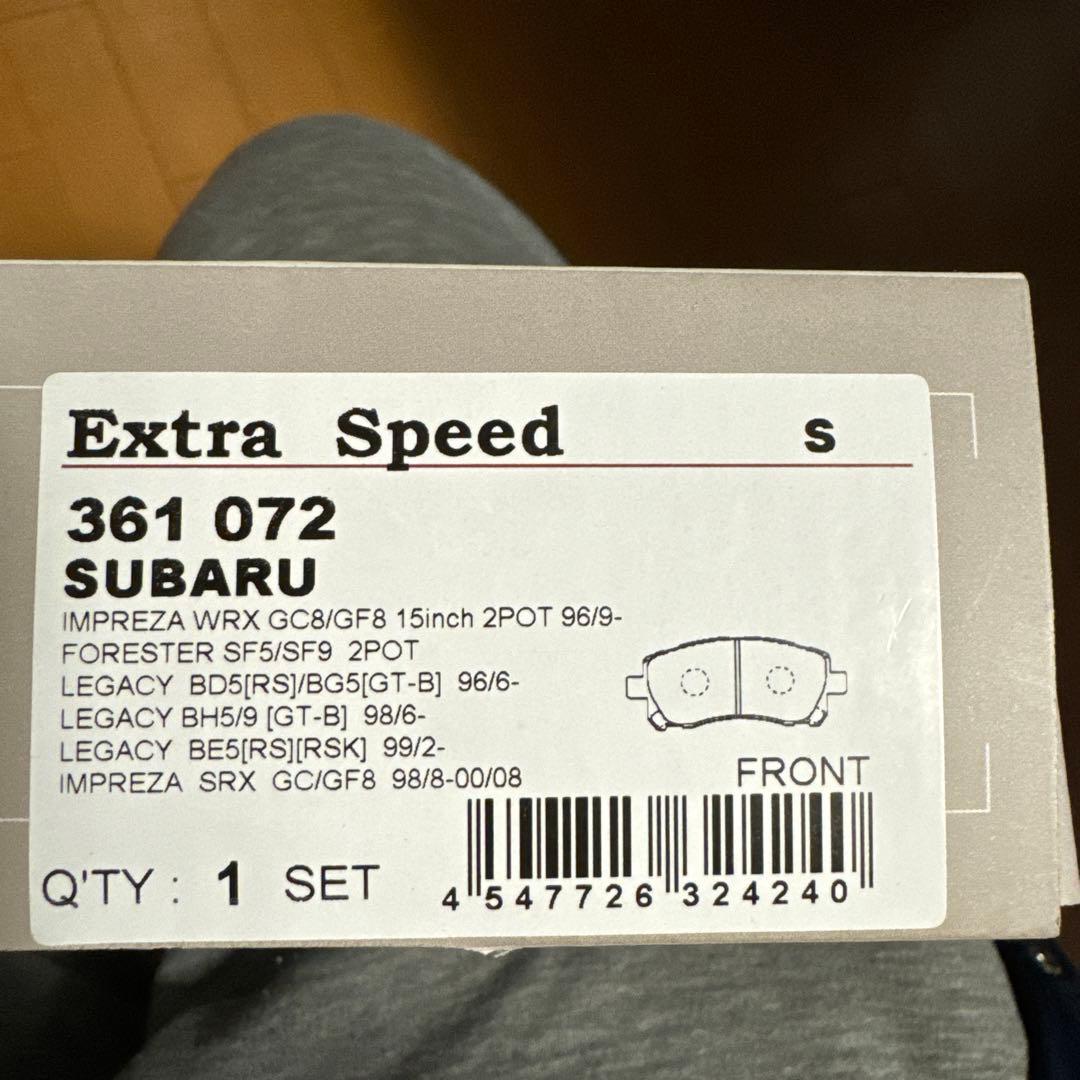 Extra Speed S
361 072
SUBARU
IMPREZA WRX GC8/GF8 15inch 2POT 96/9-
FORESTER SF5/SF9 2POT
LEGACY BD5[RS]/BG5[GT-B] 96/6-
LEGACY BH5/9 [GT-B] 98/6-
LEGACY BE5[RS][RSK] 99/2-
IMPREZA SRX GC/GF8 98/8-00/08
FRONT
Q'TY : 1 SET
4 547726 324240